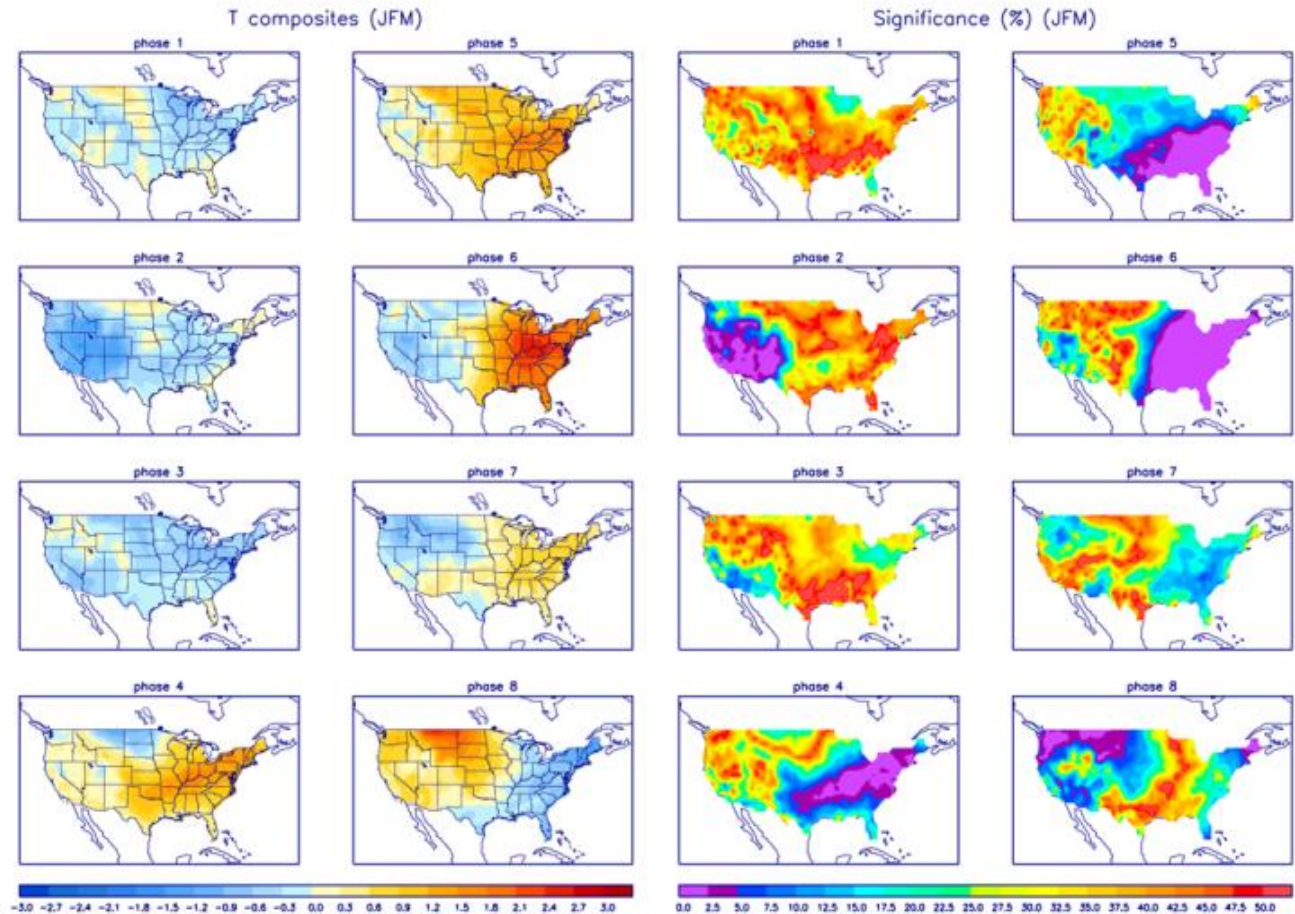 T composites (JFM) Significance (%) (JFM)
phase 1 phase 5 phase 1 phase 5
phase 2 phase 6 phase 2 phase 6
phase 3 phase 7 phase 3 phase 7
phase 4 phase 8 phase 4 phase 8
-3.0 -2.7 -2.4 -2.1 -1.8 -1.5 -1.2 -0.9 -0.6 -0.3 0.0 0.3 0.6 0.9 1.2 1.5 1.8 2.1 2.4 2.7 3.0 0.0 2.5 5.0 7.5 10.0 12.5 15.0 17.5 20.0 22.5 25.0 27.5 30.0 32.5 35.0 37.5 40.0 42.5 45.0 47.5 50.0